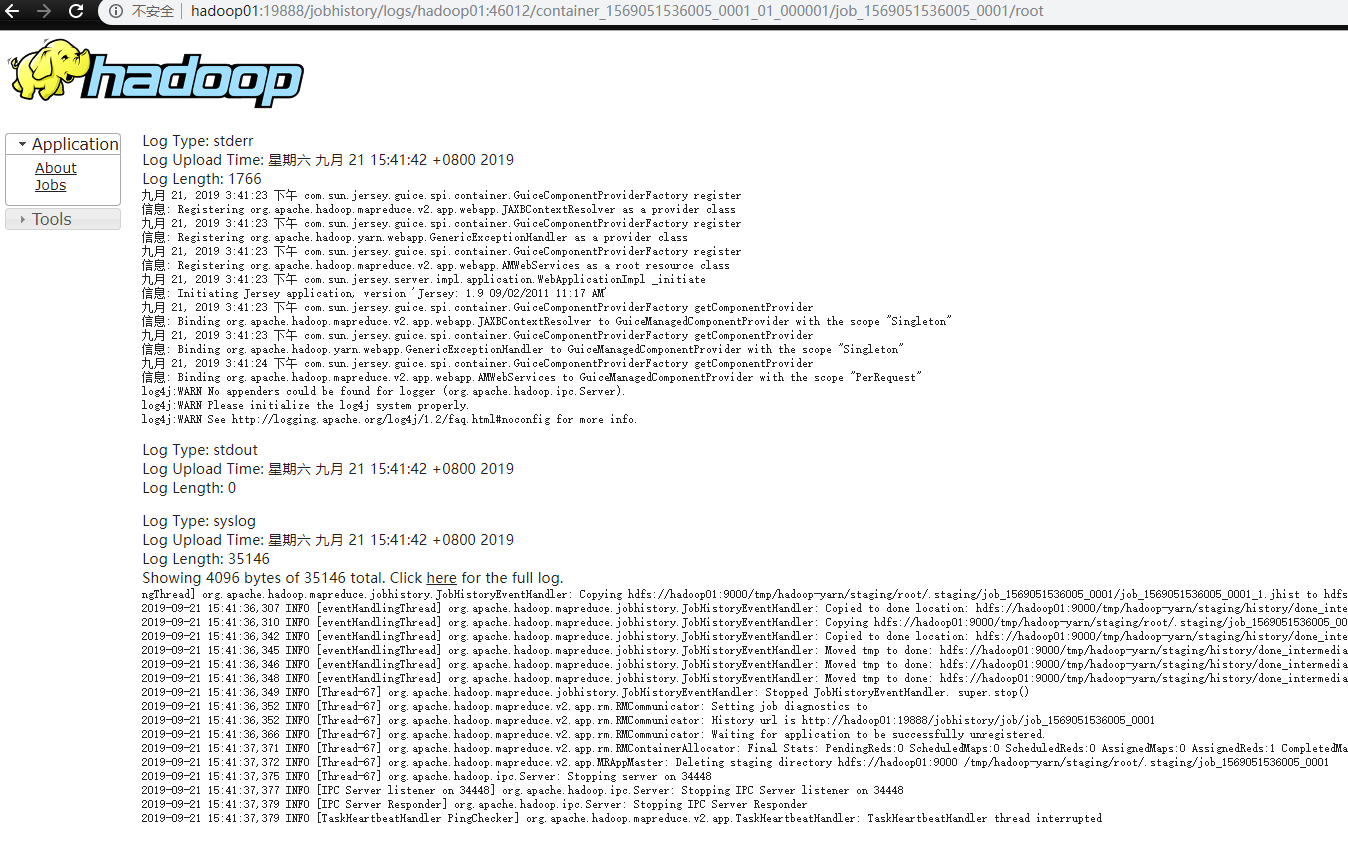 不安全 hadoop01:19888/jobhistory/logs/hadoop01:46012/container_1569051536005_0001_01_000001/job_1569051536005_0001/root
hadoop
Application
About
Jobs
Tools
Log Type: stderr
Log Upload Time: 星期六 九月 21 15:41:42 +0800 2019
Log Length: 1766
九月 21, 2019 3:41:23 下午 com.sun.jersey.guice.spi.container.GuiceComponentProviderFactory register
信息: Registering org.apache.hadoop.mapreduce.v2.app.webapp.JAXBContextResolver as a provider class
九月 21, 2019 3:41:23 下午 com.sun.jersey.guice.spi.container.GuiceComponentProviderFactory register
信息: Registering org.apache.hadoop.yarn.webapp.GenericExceptionHandler as a provider class
九月 21, 2019 3:41:23 下午 com.sun.jersey.guice.spi.container.GuiceComponentProviderFactory register
信息: Registering org.apache.hadoop.mapreduce.v2.app.webapp.AMWebServices as a root resource class
九月 21, 2019 3:41:23 下午 com.sun.jersey.server.impl.application.WebApplicationImpl _initiate
信息: Initiating Jersey application, version 'Jersey: 1.9 09/02/2011 11:17 AM'
九月 21, 2019 3:41:23 下午 com.sun.jersey.guice.spi.container.GuiceComponentProviderFactory getComponentProvider
信息: Binding org.apache.hadoop.mapreduce.v2.app.webapp.JAXBContextResolver to GuiceManagedComponentProvider with the scope "Singleton"
九月 21, 2019 3:41:23 下午 com.sun.jersey.guice.spi.container.GuiceComponentProviderFactory getComponentProvider
信息: Binding org.apache.hadoop.yarn.webapp.GenericExceptionHandler to GuiceManagedComponentProvider with the scope "Singleton"
九月 21, 2019 3:41:24 下午 com.sun.jersey.guice.spi.container.GuiceComponentProviderFactory getComponentProvider
信息: Binding org.apache.hadoop.mapreduce.v2.app.webapp.AMWebServices to GuiceManagedComponentProvider with the scope "PerRequest"
log4j:WARN No appenders could be found for logger (org.apache.hadoop.ipc.Server).
log4j:WARN Please initialize the log4j system properly.
log4j:WARN See http://logging.apache.org/log4j/1.2/faq.html#noconfig for more info.
Log Type: stdout
Log Upload Time: 星期六 九月 21 15:41:42 +0800 2019
Log Length: 0
Log Type: syslog
Log Upload Time: 星期六 九月 21 15:41:42 +0800 2019
Log Length: 35146
Showing 4096 bytes of 35146 total. Click here for the full log.
ngThread] org.apache.hadoop.mapreduce.jobhistory.JobHistoryEventHandler: Copying hdfs://hadoop01:9000/tmp/hadoop-yarn/staging/root/.staging/job_1569051536005_0001/job_1569051536005_0001_1.jhist to hdfs
2019-09-21 15:41:36,307 INFO [eventHandlingThread] org.apache.hadoop.mapreduce.jobhistory.JobHistoryEventHandler: Copied to done location: hdfs://hadoop01:9000/tmp/hadoop-yarn/staging/history/done_inte
2019-09-21 15:41:36,310 INFO [eventHandlingThread] org.apache.hadoop.mapreduce.jobhistory.JobHistoryEventHandler: Copying hdfs://hadoop01:9000/tmp/hadoop-yarn/staging/root/.staging/job_1569051536005_00
2019-09-21 15:41:36,342 INFO [eventHandlingThread] org.apache.hadoop.mapreduce.jobhistory.JobHistoryEventHandler: Copied to done location: hdfs://hadoop01:9000/tmp/hadoop-yarn/staging/history/done_inte
2019-09-21 15:41:36,345 INFO [eventHandlingThread] org.apache.hadoop.mapreduce.jobhistory.JobHistoryEventHandler: Moved tmp to done: hdfs://hadoop01:9000/tmp/hadoop-yarn/staging/history/done_intermedia
2019-09-21 15:41:36,346 INFO [eventHandlingThread] org.apache.hadoop.mapreduce.jobhistory.JobHistoryEventHandler: Moved tmp to done: hdfs://hadoop01:9000/tmp/hadoop-yarn/staging/history/done_intermedia
2019-09-21 15:41:36,348 INFO [eventHandlingThread] org.apache.hadoop.mapreduce.jobhistory.JobHistoryEventHandler: Moved tmp to done: hdfs://hadoop01:9000/tmp/hadoop-yarn/staging/history/done_intermedia
2019-09-21 15:41:36,349 INFO [Thread-67] org.apache.hadoop.mapreduce.jobhistory.JobHistoryEventHandler: Stopped JobHistoryEventHandler. super.stop()
2019-09-21 15:41:36,352 INFO [Thread-67] org.apache.hadoop.mapreduce.v2.app.rm.RMCommunicator: Setting job diagnostics to
2019-09-21 15:41:36,352 INFO [Thread-67] org.apache.hadoop.mapreduce.v2.app.rm.RMCommunicator: History url is http://hadoop01:19888/jobhistory/job/job_1569051536005_0001
2019-09-21 15:41:36,366 INFO [Thread-67] org.apache.hadoop.mapreduce.v2.app.rm.RMCommunicator: Waiting for application to be successfully unregistered.
2019-09-21 15:41:37,371 INFO [Thread-67] org.apache.hadoop.mapreduce.v2.app.rm.RMContainerAllocator: Final Stats: PendingReds:0 ScheduledMaps:0 ScheduledReds:0 AssignedMaps:0 AssignedReds:1 CompletedMa
2019-09-21 15:41:37,372 INFO [Thread-67] org.apache.hadoop.mapreduce.v2.app.MRAppMaster: Deleting staging directory hdfs://hadoop01:9000 /tmp/hadoop-yarn/staging/root/.staging/job_1569051536005_0001
2019-09-21 15:41:37,375 INFO [Thread-67] org.apache.hadoop.ipc.Server: Stopping server on 34448
2019-09-21 15:41:37,377 INFO [IPC Server listener on 34448] org.apache.hadoop.ipc.Server: Stopping IPC Server listener on 34448
2019-09-21 15:41:37,379 INFO [IPC Server Responder] org.apache.hadoop.ipc.Server: Stopping IPC Server Responder
2019-09-21 15:41:37,379 INFO [TaskHeartbeatHandler PingChecker] org.apache.hadoop.mapreduce.v2.app.TaskHeartbeatHandler: TaskHeartbeatHandler thread interrupted